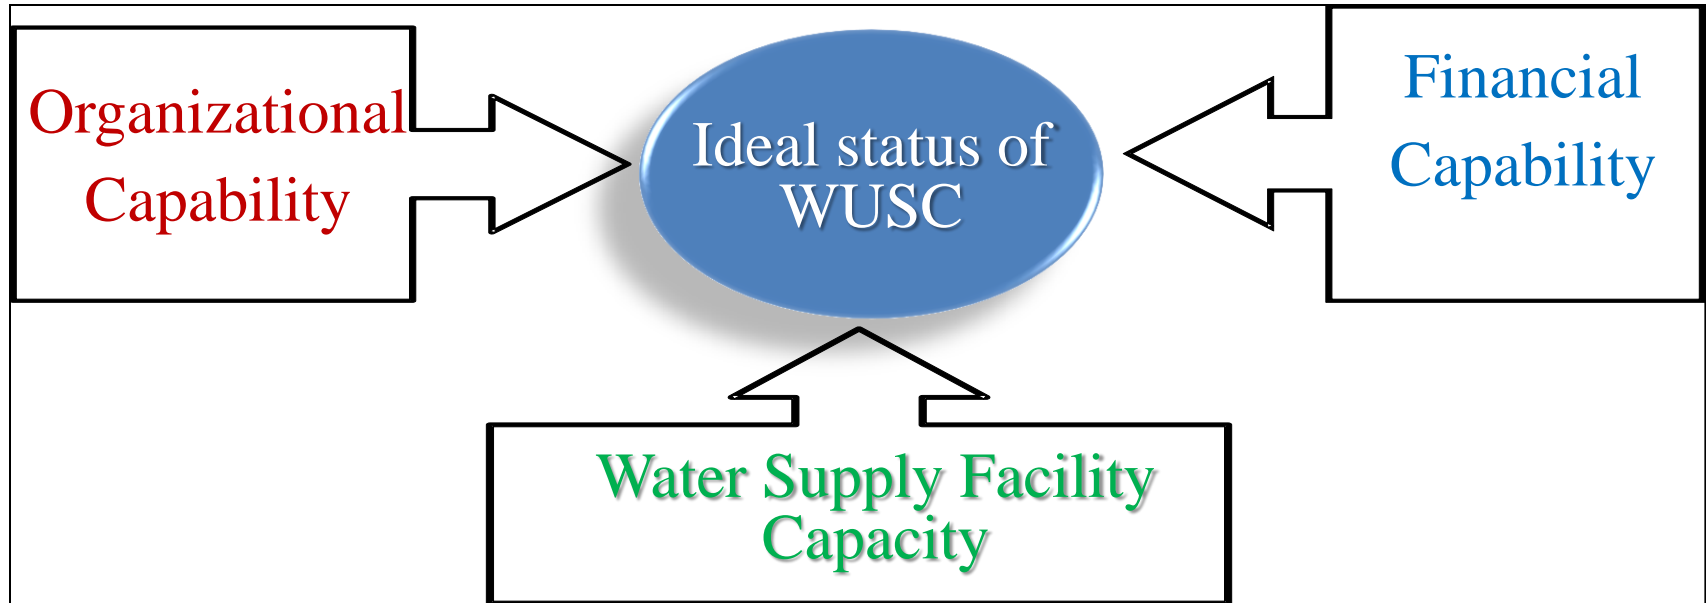 Organizational
Capability
Ideal status of
WUSC
Financial
Capability
Water Supply Facility
Capacity